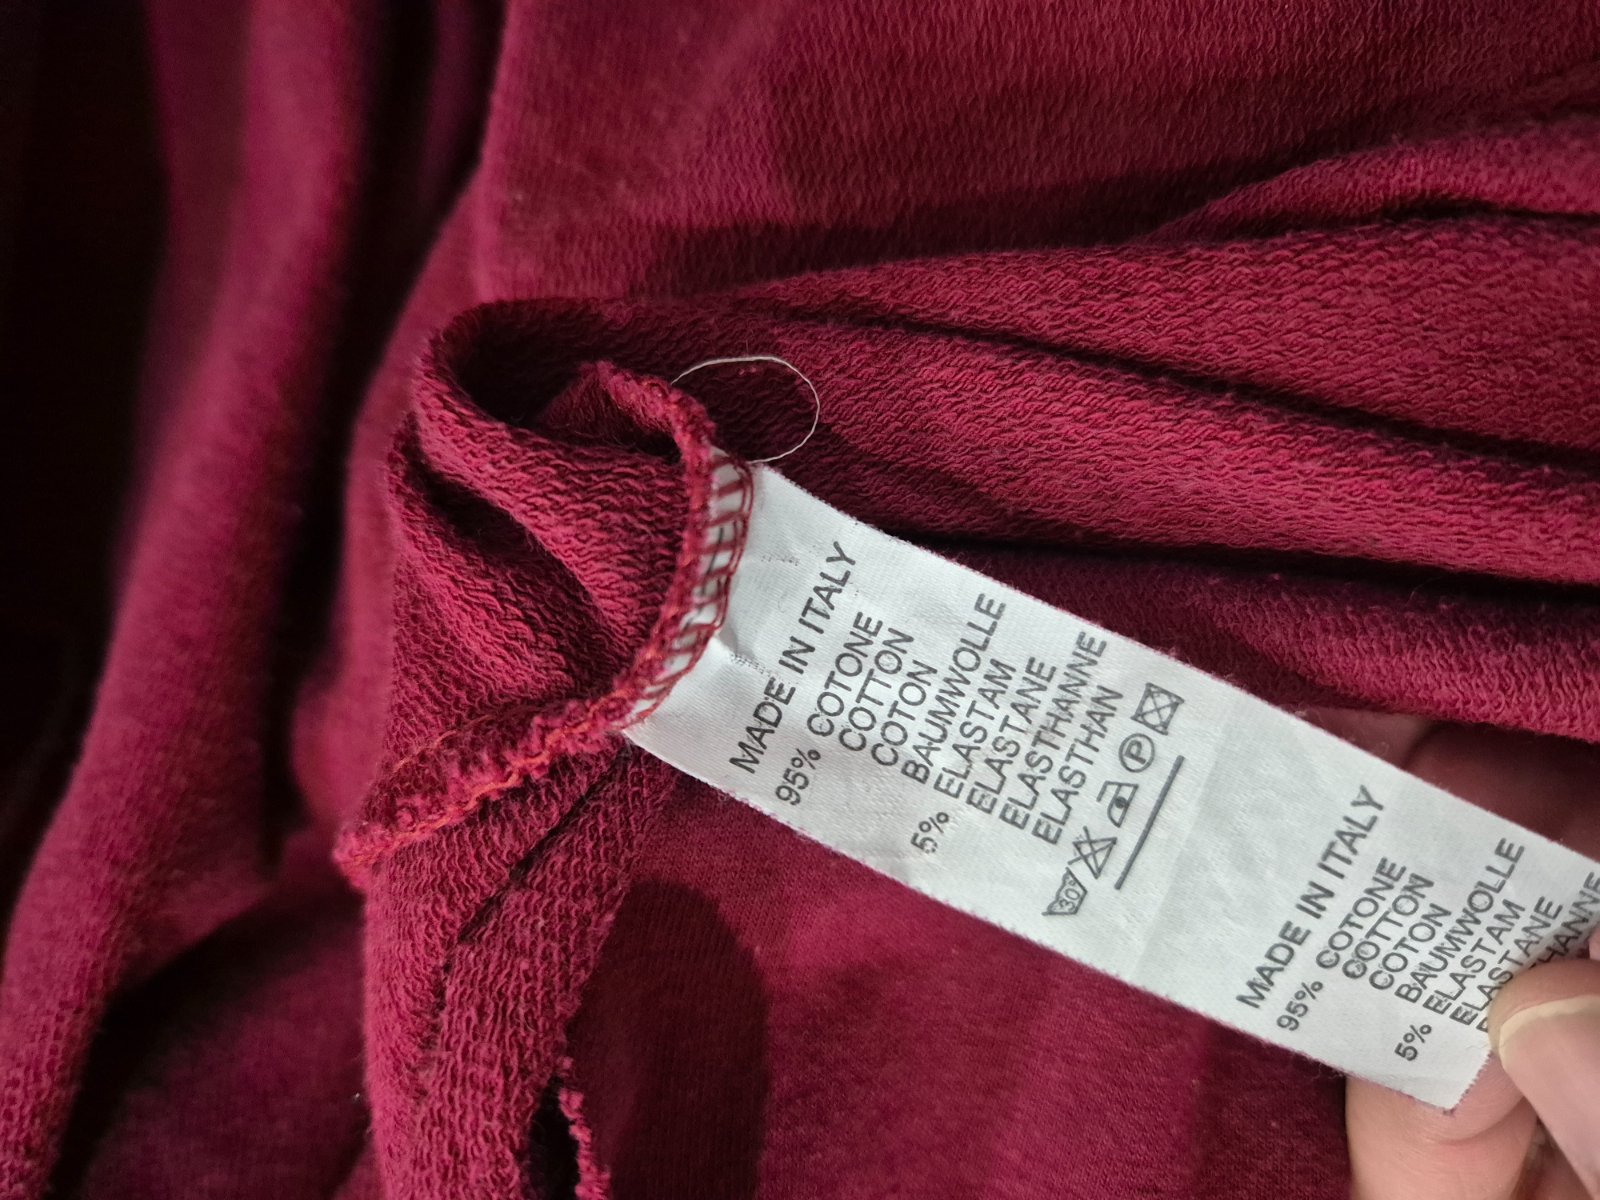 MADE IN ITALY
95% COTONE
COTTON
COTON
BAUMWOLLE
5% ELASTAM
ELASTANE
ELASTHANNE
ELASTHAN
30° P
MADE IN ITALY
95% COTONE
COTTON
COTON
BAUMWOLLE
5% ELASTAM
ELASTANE